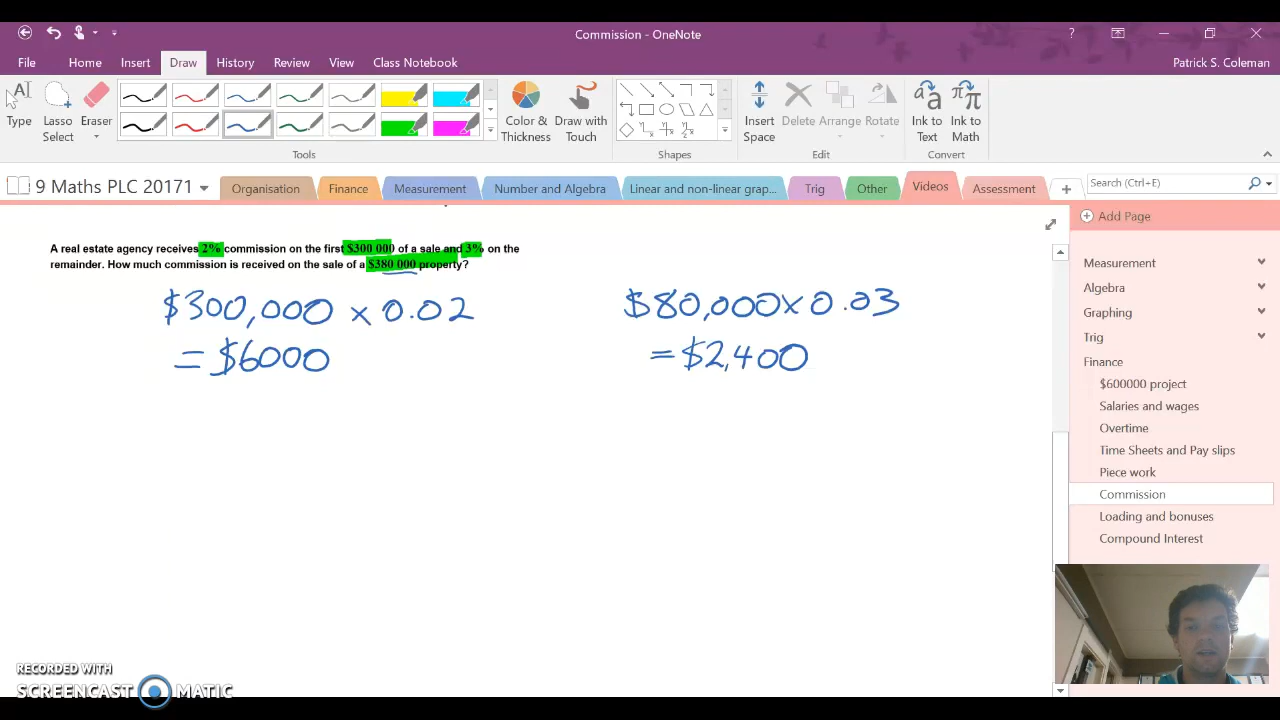 Commission - OneNote
?
File Home Insert Draw History Review View Class Notebook
Patrick S. Coleman
Type
Lasso Select
Eraser
Color & Thickness
Draw with Touch
Insert Space
Delete
Arrange
Rotate
Ink to Text
Ink to Math
Tools
Shapes
Edit
Convert
9 Maths PLC 20171
Organisation
Finance
Measurement
Number and Algebra
Linear and non-linear grap...
Trig
Other
Videos
Assessment
Search (Ctrl+E)
Add Page
A real estate agency receives 2% commission on the first $300 000 of a sale and 3% on the
remainder. How much commission is received on the sale of a $380 000 property?
$300,000 × 0.02
= $6000
$80,000 × 0.03
= $2,400
Measurement
Algebra
Graphing
Trig
Finance
$600000 project
Salaries and wages
Overtime
Time Sheets and Pay slips
Piece work
Commission
Loading and bonuses
Compound Interest
RECORDED WITH
SCREENCAST MATIC